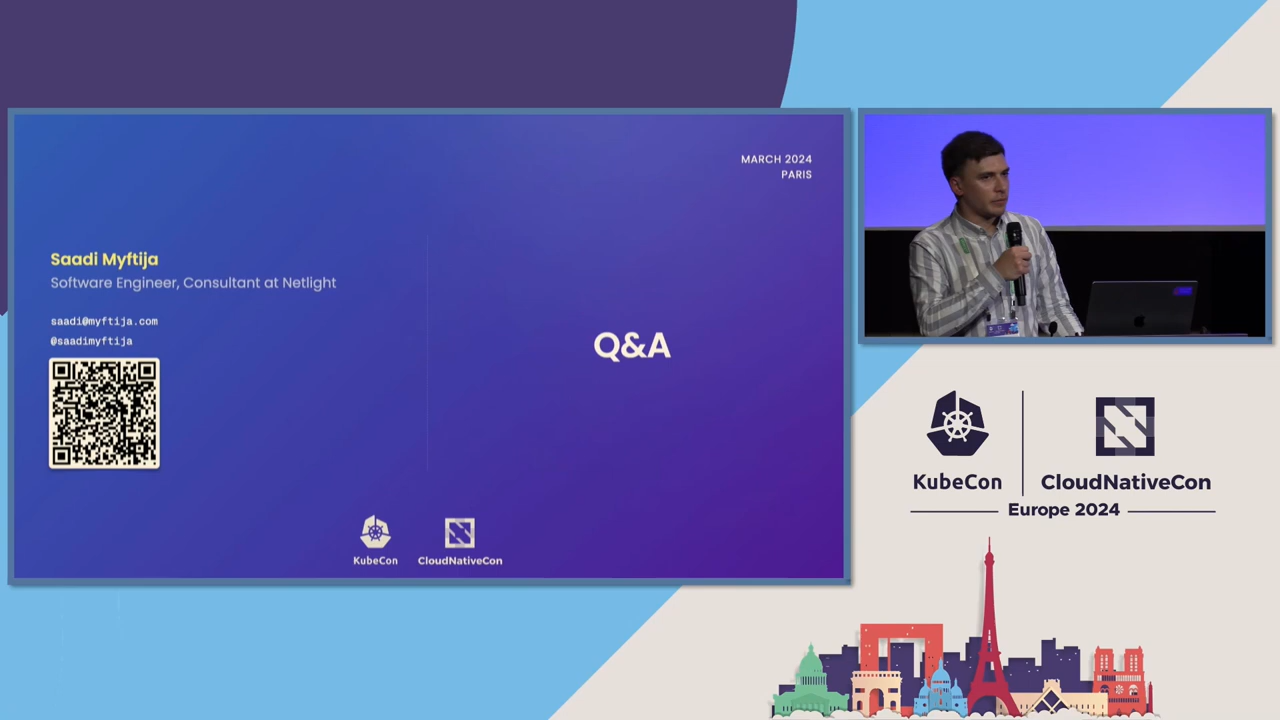 MARCH 2024
PARIS
Saadi Myftija
Software Engineer, Consultant at Netlight
saadi@myftija.com
@saadimyftija
Q&A
KubeCon
CloudNativeCon
KubeCon
CloudNativeCon
Europe 2024